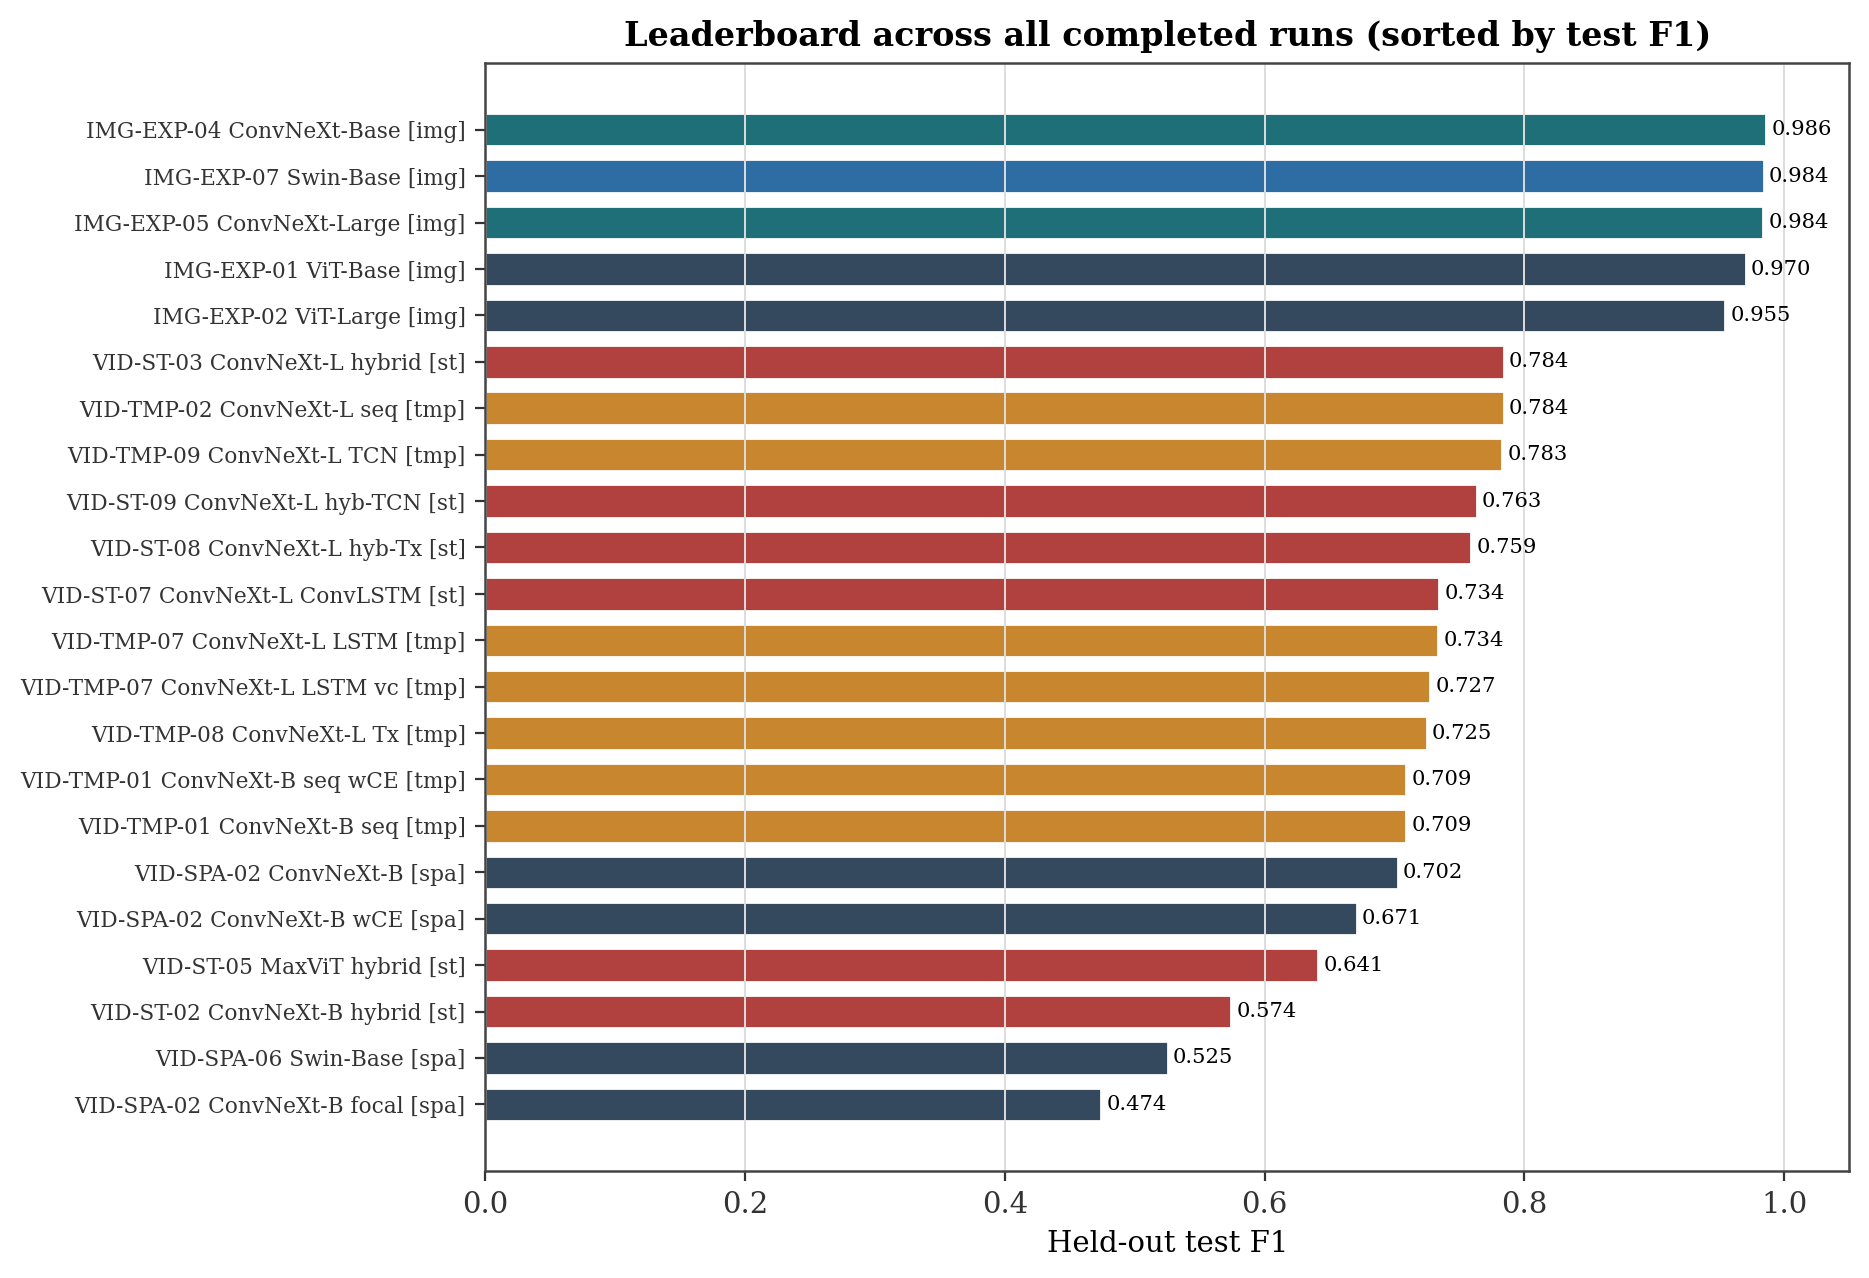 Leaderboard across all completed runs (sorted by test F1)
IMG-EXP-04 ConvNeXt-Base [img] 0.986
IMG-EXP-07 Swin-Base [img] 0.984
IMG-EXP-05 ConvNeXt-Large [img] 0.984
IMG-EXP-01 ViT-Base [img] 0.970
IMG-EXP-02 ViT-Large [img] 0.955
VID-ST-03 ConvNeXt-L hybrid [st] 0.784
VID-TMP-02 ConvNeXt-L seq [tmp] 0.784
VID-TMP-09 ConvNeXt-L TCN [tmp] 0.783
VID-ST-09 ConvNeXt-L hyb-TCN [st] 0.763
VID-ST-08 ConvNeXt-L hyb-Tx [st] 0.759
VID-ST-07 ConvNeXt-L ConvLSTM [st] 0.734
VID-TMP-07 ConvNeXt-L LSTM [tmp] 0.734
VID-TMP-07 ConvNeXt-L LSTM vc [tmp] 0.727
VID-TMP-08 ConvNeXt-L Tx [tmp] 0.725
VID-TMP-01 ConvNeXt-B seq wCE [tmp] 0.709
VID-TMP-01 ConvNeXt-B seq [tmp] 0.709
VID-SPA-02 ConvNeXt-B [spa] 0.702
VID-SPA-02 ConvNeXt-B wCE [spa] 0.671
VID-ST-05 MaxViT hybrid [st] 0.641
VID-ST-02 ConvNeXt-B hybrid [st] 0.574
VID-SPA-06 Swin-Base [spa] 0.525
VID-SPA-02 ConvNeXt-B focal [spa] 0.474
0.0 0.2 0.4 0.6 0.8 1.0
Held-out test F1